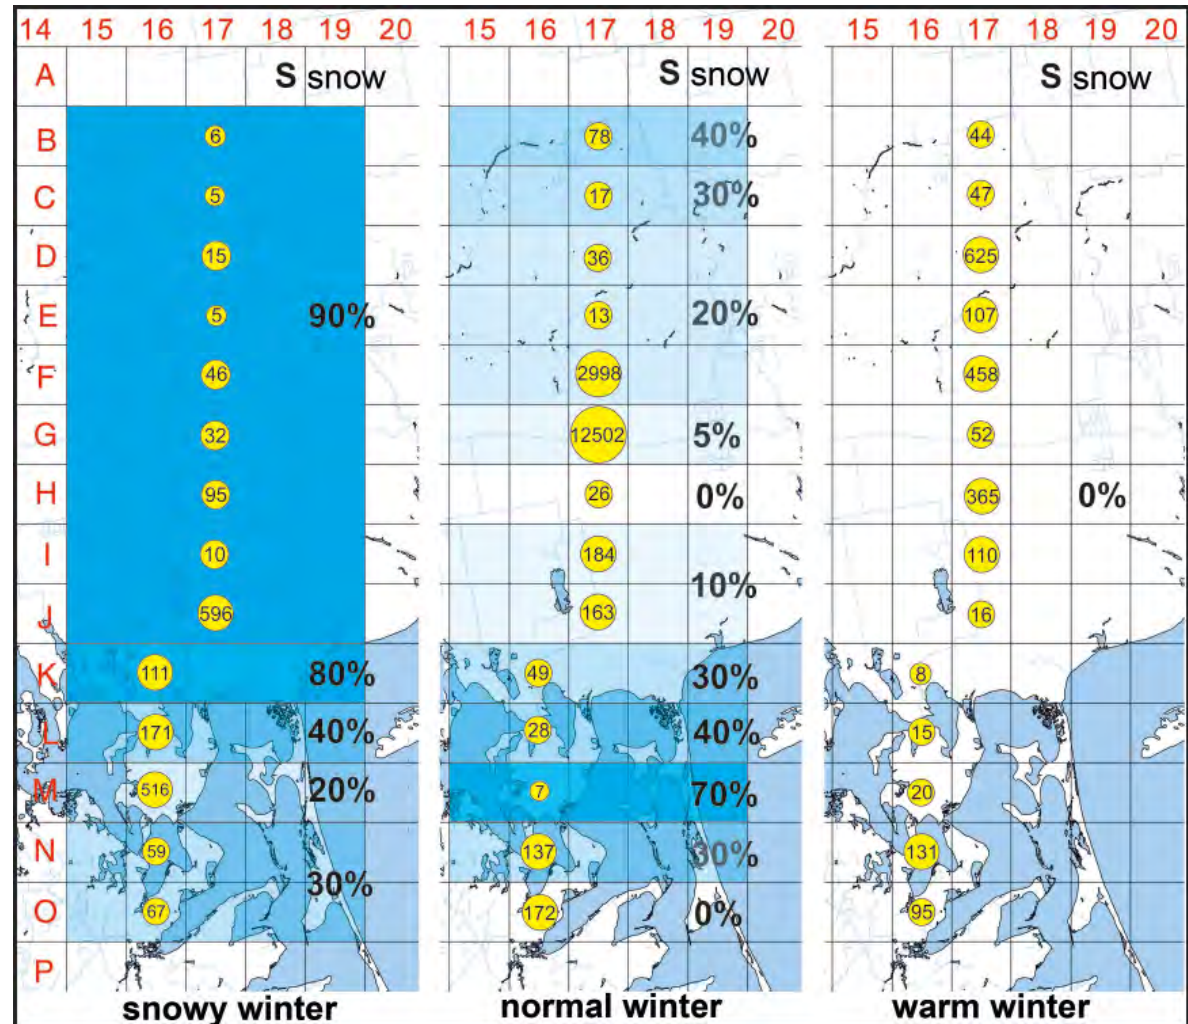 14 15 16 17 18 19 20 15 16 17 18 19 20 15 16 17 18 19 20
A S snow S snow S snow
B 6 78 40% 44
C 5 17 30% 47
D 15 36 625
E 5 90% 13 20% 107
F 46 2998 458
G 32 12502 5% 52
H 95 26 0% 365 0%
I 10 184 110
10%
J 596 163 16
K 111 80% 49 30% 8
L 171 40% 28 40% 15
M 516 20% 7 70% 20
N 59 137 30% 131
30%
O 67 172 0% 95
P
snowy winter normal winter warm winter